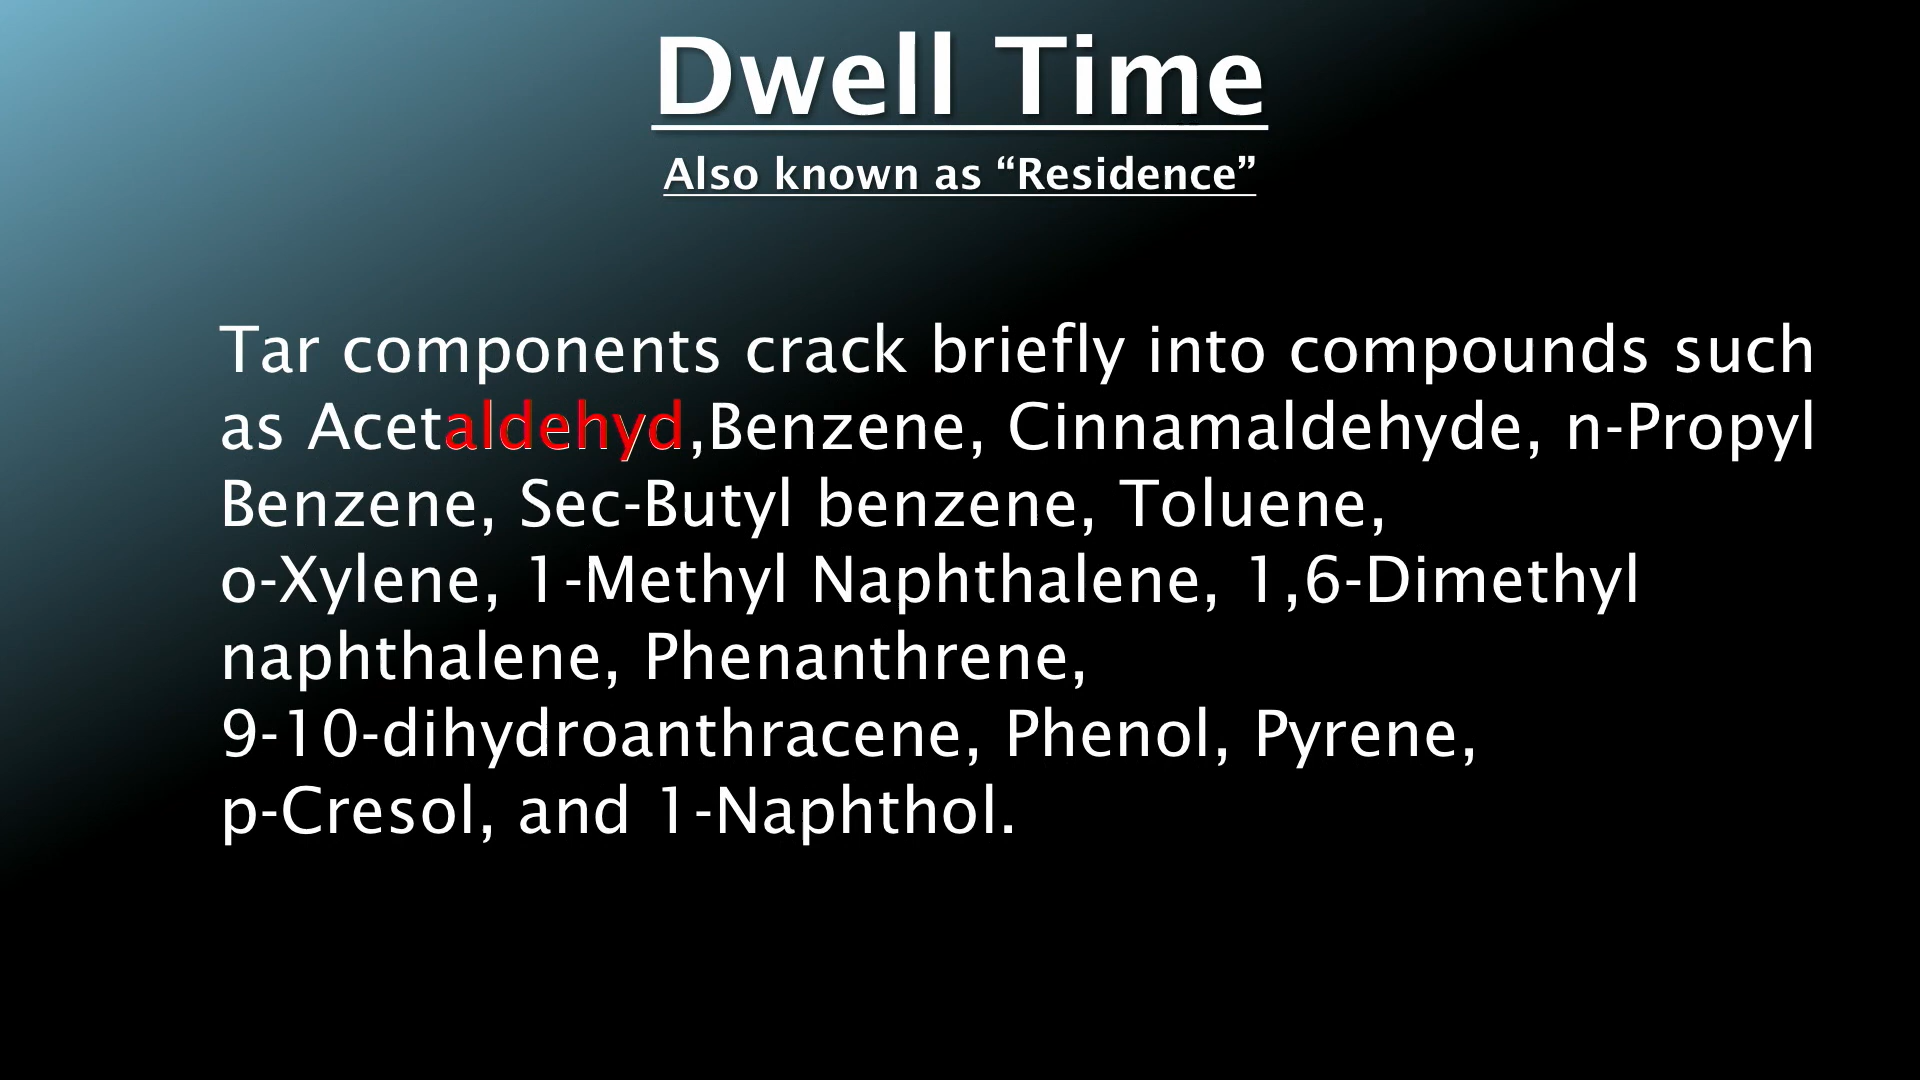 Dwell Time
Also known as “Residence”
Tar components crack briefly into compounds such
as Acetaldehyd,Benzene, Cinnamaldehyde, n-Propyl
Benzene, Sec-Butyl benzene, Toluene,
o-Xylene, 1-Methyl Naphthalene, 1,6-Dimethyl
naphthalene, Phenanthrene,
9-10-dihydroanthracene, Phenol, Pyrene,
p-Cresol, and 1-Naphthol.